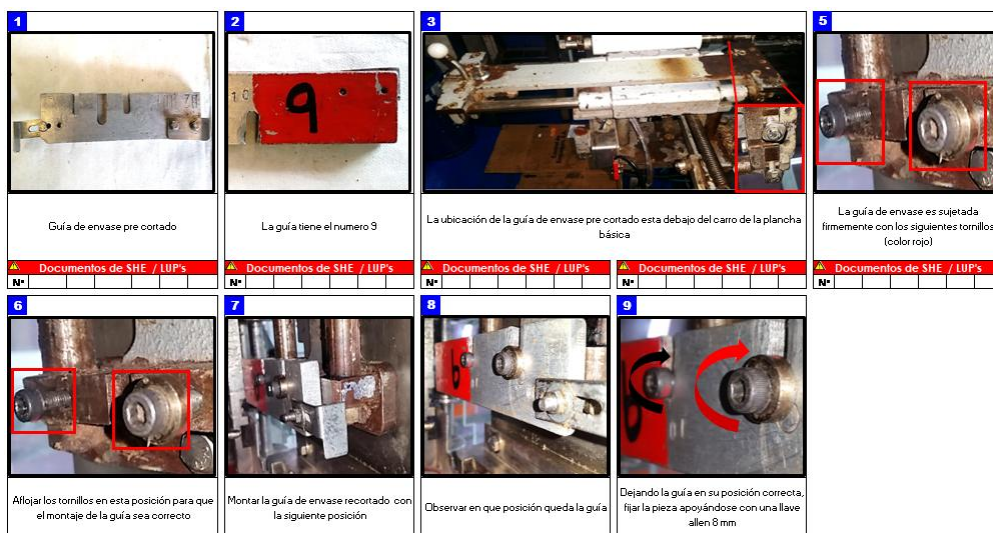 1
2
3
5
10
9
Guía de envase pre cortado
La guía tiene el numero 9
La ubicación de la guía de envase pre cortado esta debajo del carro de la plancha
básica
La guía de envase es sujetada
firmemente con los siguientes tornillos
(color rojo)
Documentos de SHE / LUP's
Documentos de SHE / LUP's
Documentos de SHE / LUP's
Documentos de SHE / LUP's
Documentos de SHE / LUP's
N°
N°
N°
N°
N°
6
7
8
9
Aflojar los tornillos en esta posición para que
el montaje de la guía sea correcto
Montar la guía de envase recortado con
la siguiente posición
Observar en que posición queda la guía
Dejando la guía en su posición correcta,
fijar la pieza apoyándose con una llave
allen 8 mm